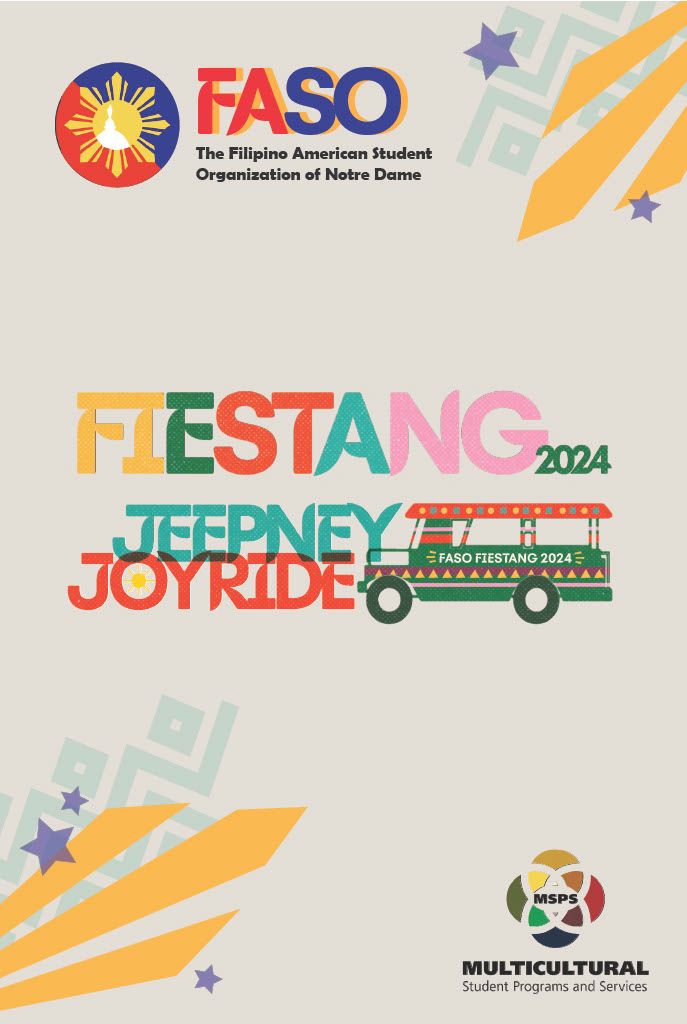 FASO
The Filipino American Student
Organization of Notre Dame
FIESTANG 2024
JEEPNEY
JOYRIDE
FASO FIESTANG 2024
MSPS
MULTICULTURAL
Student Programs and Services